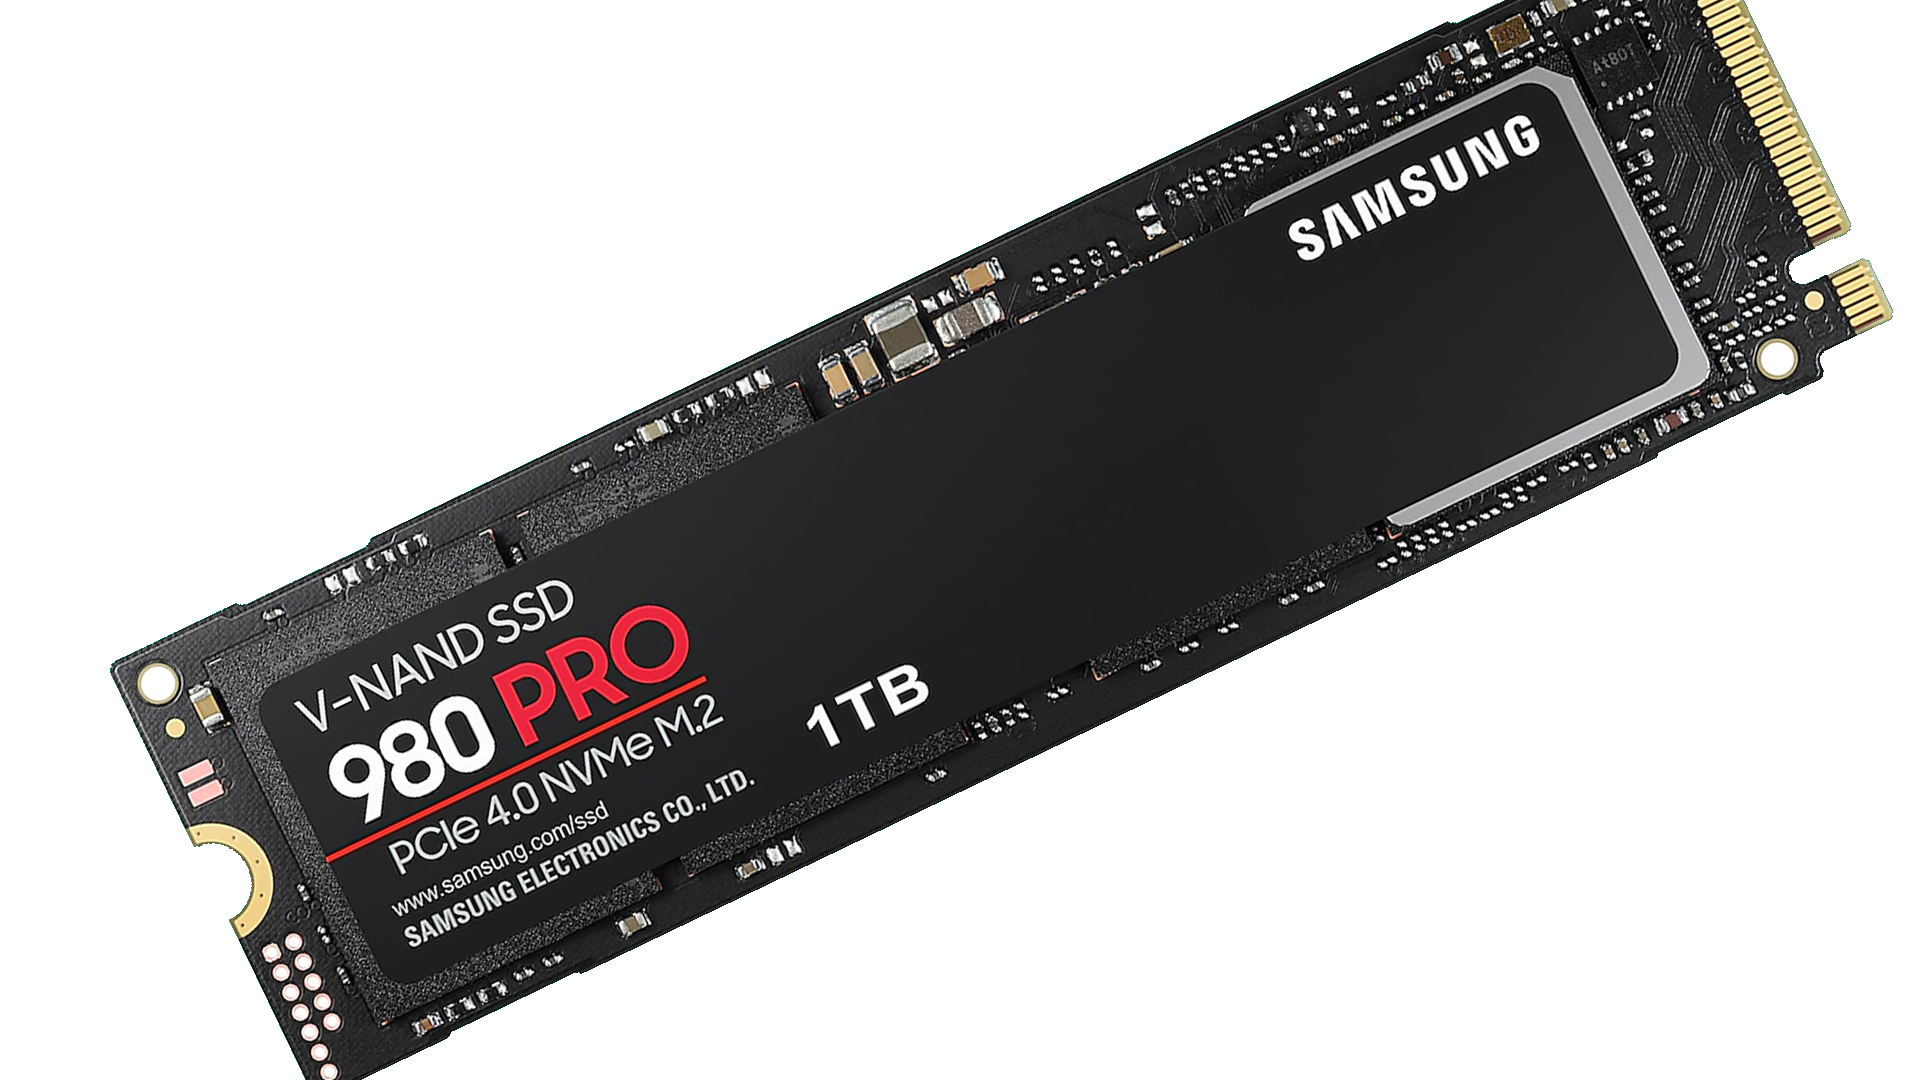 SAMSUNG
V-NAND SSD
980 PRO
PCIe 4.0 NVMe M.2
1TB
www.samsung.com/ssd
SAMSUNG ELECTRONICS CO., LTD.